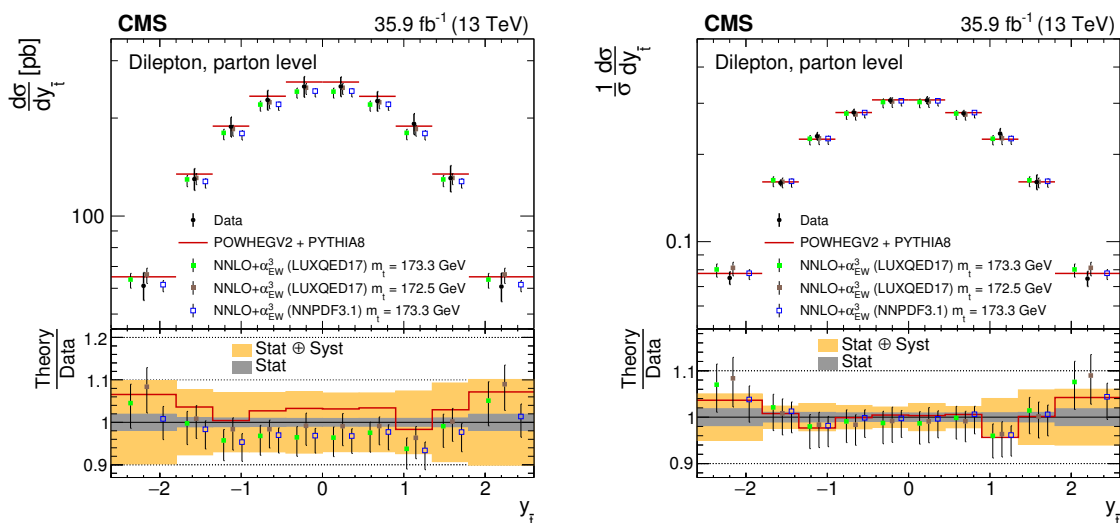 CMS 35.9 fb⁻¹ (13 TeV)
dσ/dy_t̄ [pb]
Dilepton, parton level
100
Data
POWHEGV2 + PYTHIA8
NNLO+α³_EW (LUXQED17) m_t = 173.3 GeV
NNLO+α³_EW (LUXQED17) m_t = 172.5 GeV
NNLO+α³_EW (NNPDF3.1) m_t = 173.3 GeV
Theory/Data
1.2
1.1
1
0.9
Stat ⊕ Syst
Stat
−2 −1 0 1 2
y_t̄
CMS 35.9 fb⁻¹ (13 TeV)
1/σ dσ/dy_t̄
Dilepton, parton level
0.1
Data
POWHEGV2 + PYTHIA8
NNLO+α³_EW (LUXQED17) m_t = 173.3 GeV
NNLO+α³_EW (LUXQED17) m_t = 172.5 GeV
NNLO+α³_EW (NNPDF3.1) m_t = 173.3 GeV
Theory/Data
1.1
1
0.9
Stat ⊕ Syst
Stat
−2 −1 0 1 2
y_t̄